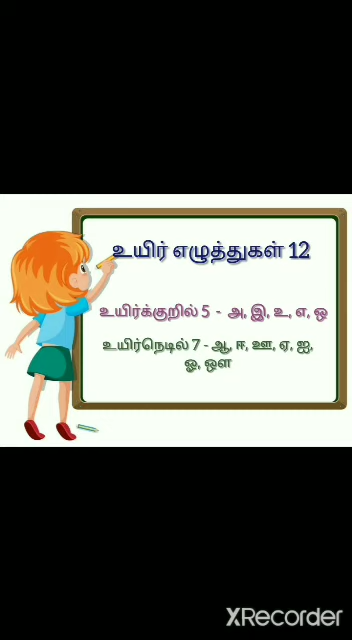 உயிர் எழுத்துகள் 12
உயிர்க்குறில் 5 - அ, இ, உ, எ, ஒ
உயிர்நெடில் 7 - ஆ, ஈ, ஊ, ஏ, ஐ,
ஓ, ஔ
XRecorder